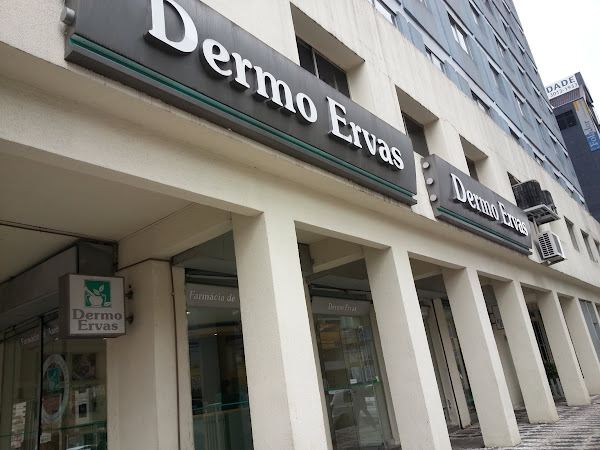 Dermo Ervas
Dermo Ervas
DADE
Dermo
Ervas
Farmácia de
Dermo Ervas